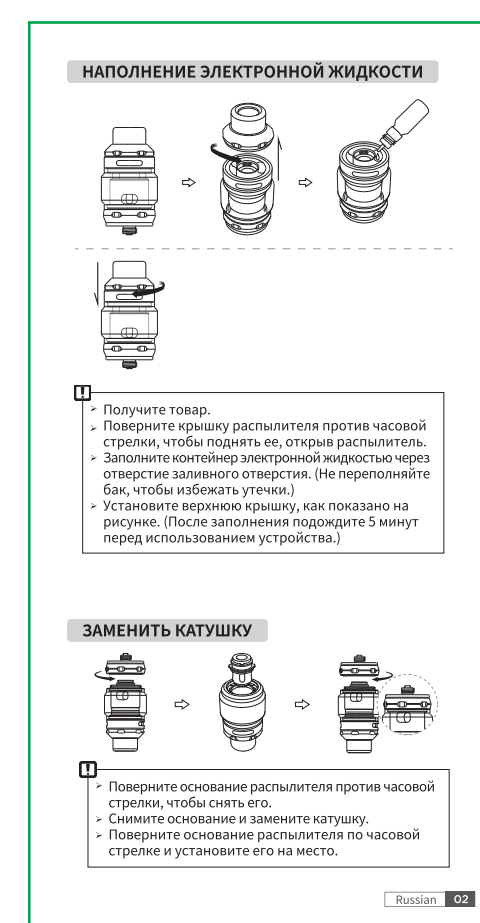 НАПОЛНЕНИЕ ЭЛЕКТРОННОЙ ЖИДКОСТИ
Получите товар.
Поверните крышку распылителя против часовой
стрелки, чтобы поднять ее, открыв распылитель.
Заполните контейнер электронной жидкостью через
отверстие заливного отверстия. (Не переполняйте
бак, чтобы избежать утечки.)
Установите верхнюю крышку, как показано на
рисунке. (После заполнения подождите 5 минут
перед использованием устройства.)
ЗАМЕНИТЬ КАТУШКУ
Поверните основание распылителя против часовой
стрелки, чтобы снять его.
Снимите основание и замените катушку.
Поверните основание распылителя по часовой
стрелке и установите его на место.
Russian 02